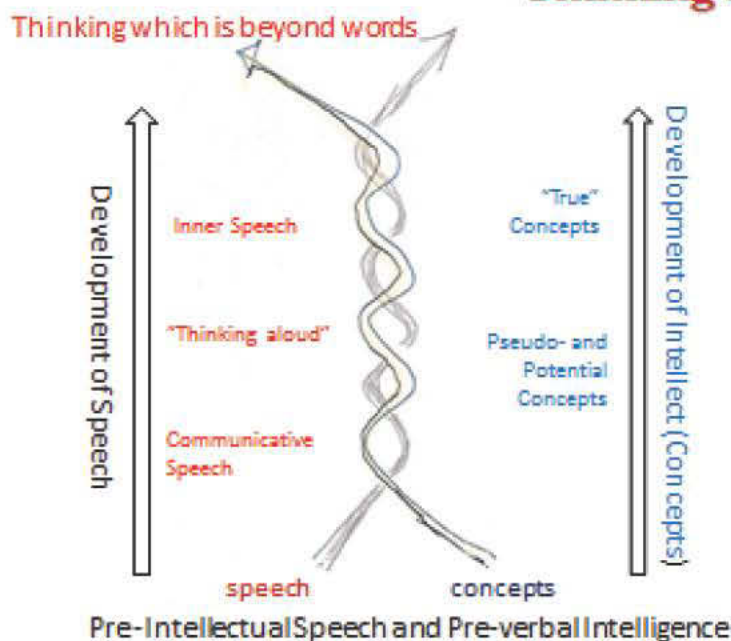 Thinking which is beyond words
Development of Speech
Inner Speech
"Thinking aloud"
Communicative
Speech
"True"
Concepts
Pseudo- and
Potential
Concepts
Development of Intellect (Concepts)
speech
concepts
Pre-Intellectual Speech and Pre-verbal Intelligence